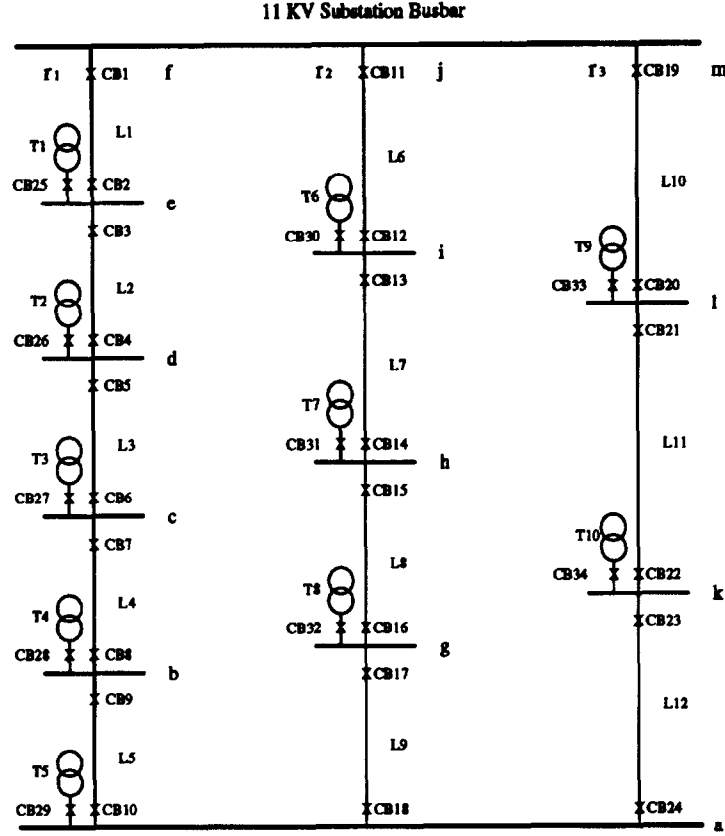 11 KV Substation Busbar
f1 CB1 f f2 CB11 j f3 CB19 m
T1 L1
CB25 CB2
e
CB3
L6
T6
CB30 CB12
i
CB13
L10
T9
CB33 CB20
l
CB21
T2 L2
CB26 CB4
d
CB5
L7
T7
CB31 CB14
h
CB15
T3 L3
CB27 CB6
c
CB7
L11
T10
CB34 CB22
k
CB23
L8
T8
CB32 CB16
g
CB17
T4 L4
CB28 CB8
b
CB9
L9
L12
T5 L5
CB29 CB10 CB18 CB24
a